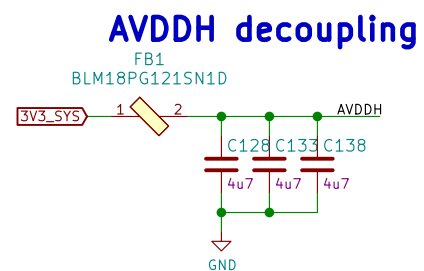 AVDDH decoupling
FB1
BLM18PG121SN1D
3V3_SYS 1 2 AVDDH
C128 C133 C138
4u7 4u7 4u7
GND